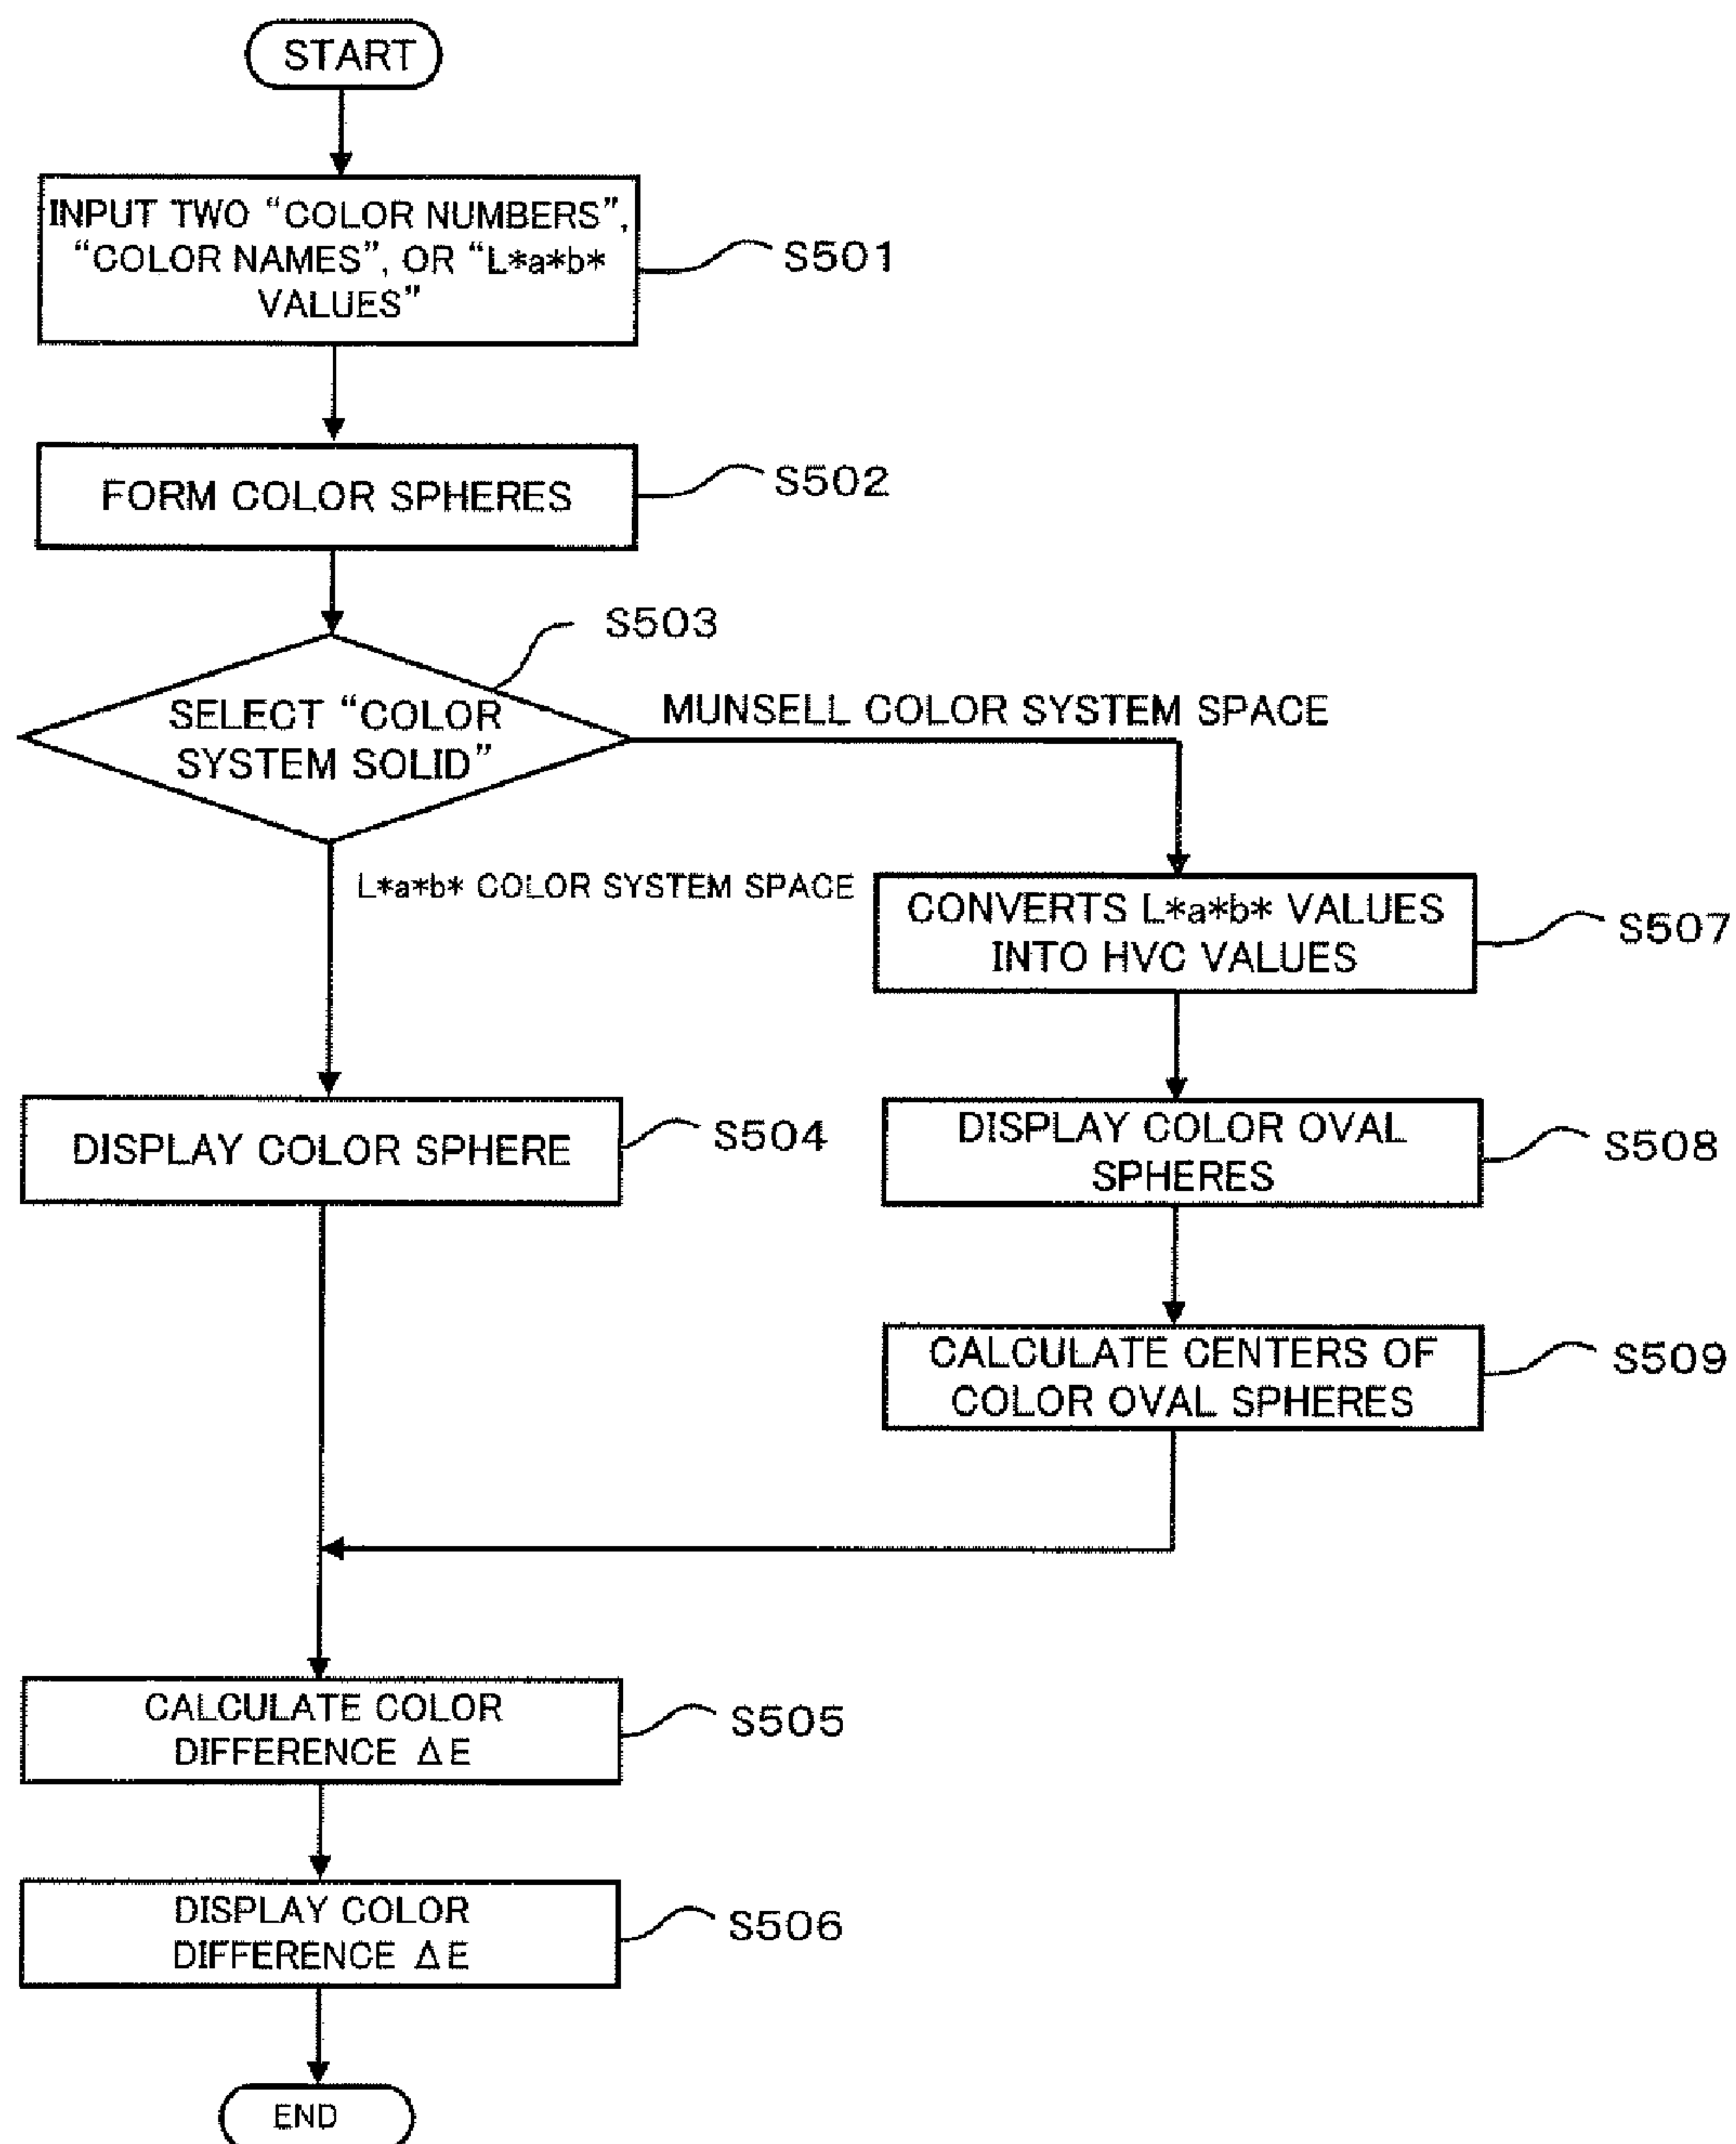 START
INPUT TWO “COLOR NUMBERS”,
“COLOR NAMES”, OR “L*a*b*
VALUES”
S501
FORM COLOR SPHERES
S502
S503
SELECT “COLOR
SYSTEM SOLID”
MUNSELL COLOR SYSTEM SPACE
L*a*b* COLOR SYSTEM SPACE
CONVERTS L*a*b* VALUES
INTO HVC VALUES
S507
DISPLAY COLOR SPHERE
S504
DISPLAY COLOR OVAL
SPHERES
S508
CALCULATE CENTERS OF
COLOR OVAL SPHERES
S509
CALCULATE COLOR
DIFFERENCE ΔE
S505
DISPLAY COLOR
DIFFERENCE ΔE
S506
END